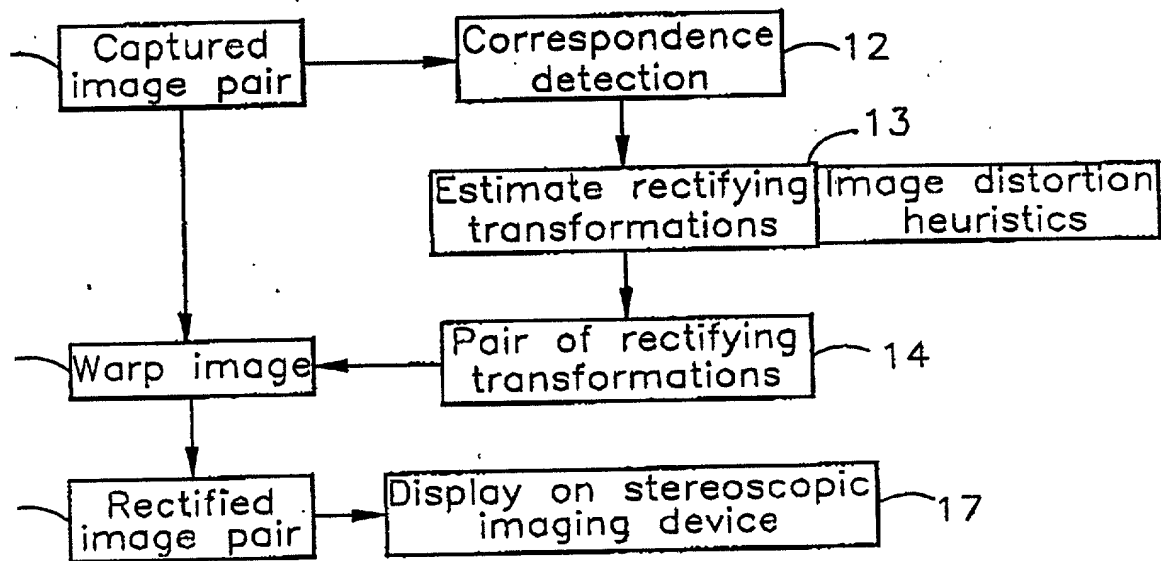 Captured
image pair
Correspondence
detection
12
13
Estimate rectifying
transformations
Image distortion
heuristics
Warp image
Pair of rectifying
transformations
14
Rectified
image pair
Display on stereoscopic
imaging device
17